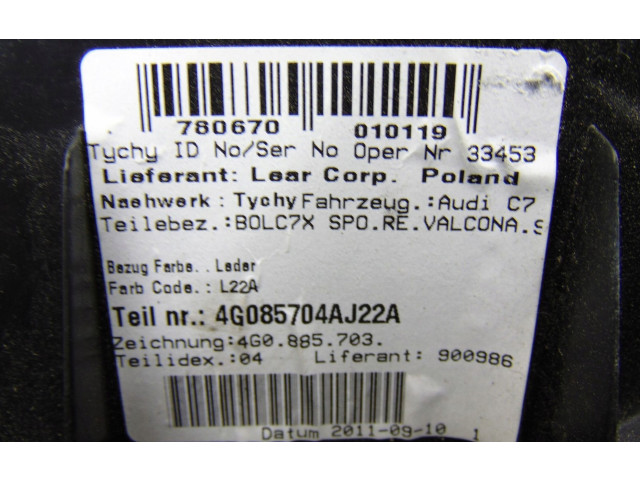 780670 010119
Tychy ID No/Ser No Oper Nr 33453
Lieferant: Lear Corp. Poland
Naehwerk : Tychy Fahrzeug.: Audi C7
Teilebez.:BOLC7X SPO.RE.VALCONA.S
Bezug Farbe. . Leder
Farb Code.: L22A
Teil nr.: 4G085704AJ22A
Zeichnung:4G0.885.703.
Teilidex.:04 Liferant: 900986
Datum 2011-09-10 1